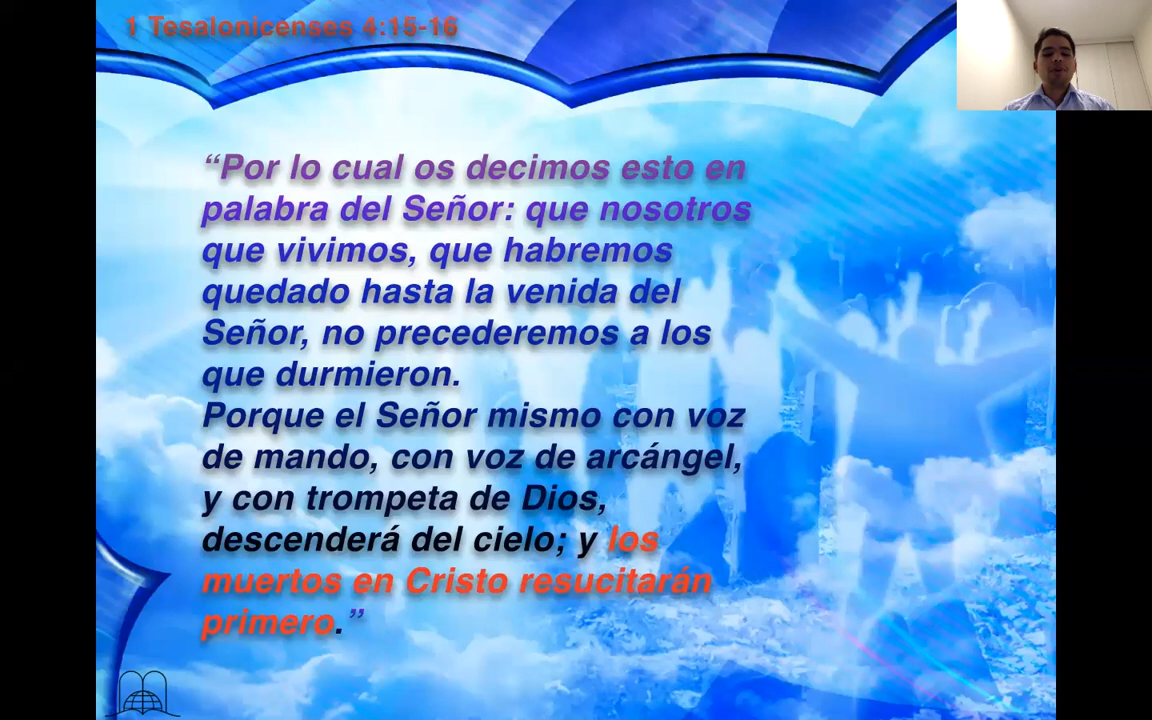 1 Tesalonicenses 4:15-16
“Por lo cual os decimos esto en
palabra del Señor: que nosotros
que vivimos, que habremos
quedado hasta la venida del
Señor, no precederemos a los
que durmieron.
Porque el Señor mismo con voz
de mando, con voz de arcángel,
y con trompeta de Dios,
descenderá del cielo; y los
muertos en Cristo resucitarán
primero.”